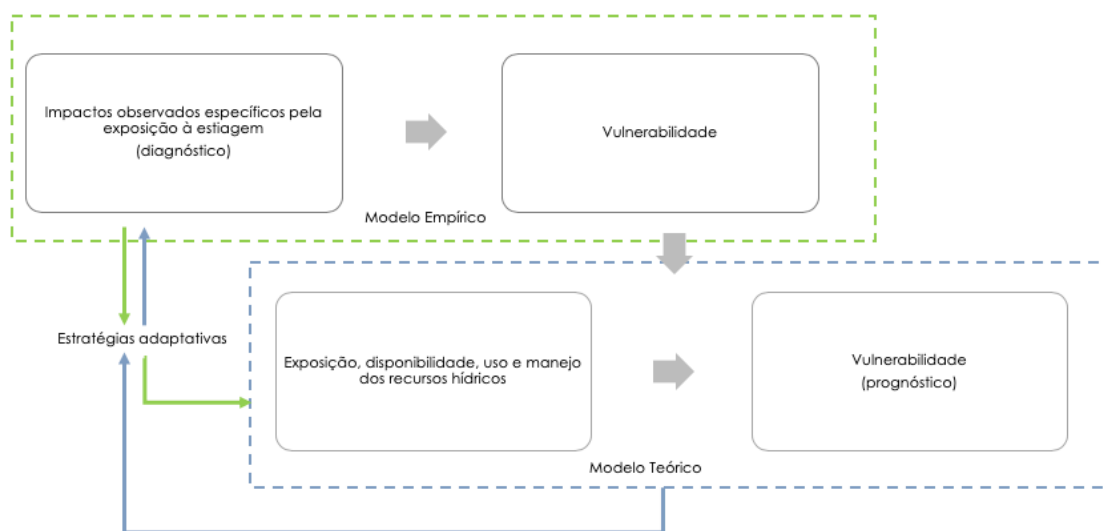 Impactos observados específicos pela
exposição à estiagem
(diagnóstico)
Vulnerabilidade
Modelo Empírico
Estratégias adaptativas
Exposição, disponibilidade, uso e manejo
dos recursos hídricos
Vulnerabilidade
(prognóstico)
Modelo Teórico